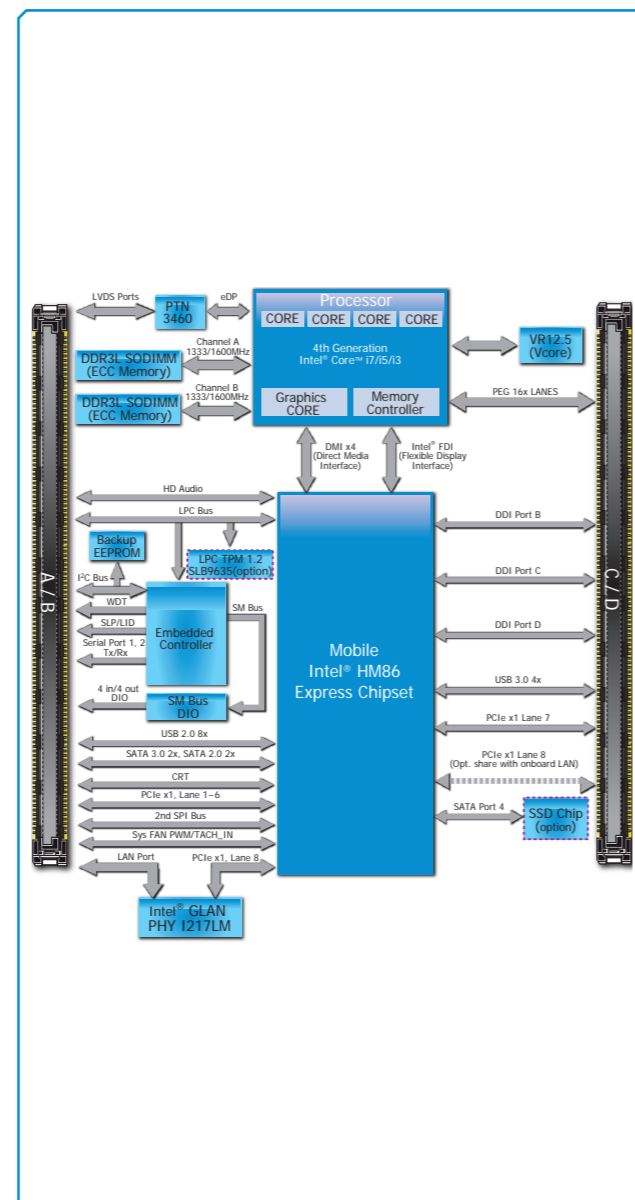 LVDS Ports
PTN
3460
eDP
Processor
CORE CORE CORE CORE
4th Generation
Intel® Core™ i7/i5/i3
Graphics
CORE
Memory
Controller
VR12.5
(Vcore)
Channel A
1333/1600MHz
DDR3L SODIMM
(ECC Memory)
Channel B
1333/1600MHz
DDR3L SODIMM
(ECC Memory)
PEG 16x LANES
DMI x4
(Direct Media
Interface)
Intel® FDI
(Flexible Display
Interface)
HD Audio
LPC Bus
Backup
EEPROM
LPC TPM 1.2
SLB9635(option)
I²C Bus
WDT
SLP/LID
Serial Port 1, 2
Tx/Rx
Embedded
Controller
SM Bus
4 in/4 out
DIO
SM Bus
DIO
A / B
Mobile
Intel® HM86
Express Chipset
C / D
DDI Port B
DDI Port C
DDI Port D
USB 3.0 4x
PCIe x1 Lane 7
PCIe x1 Lane 8
(Opt. share with onboard LAN)
SATA Port 4
SSD Chip
(option)
USB 2.0 8x
SATA 3.0 2x, SATA 2.0 2x
CRT
PCIe x1, Lane 1~6
2nd SPI Bus
Sys FAN PWM/TACH_IN
LAN Port
PCIe x1, Lane 8
Intel® GLAN
PHY I217LM